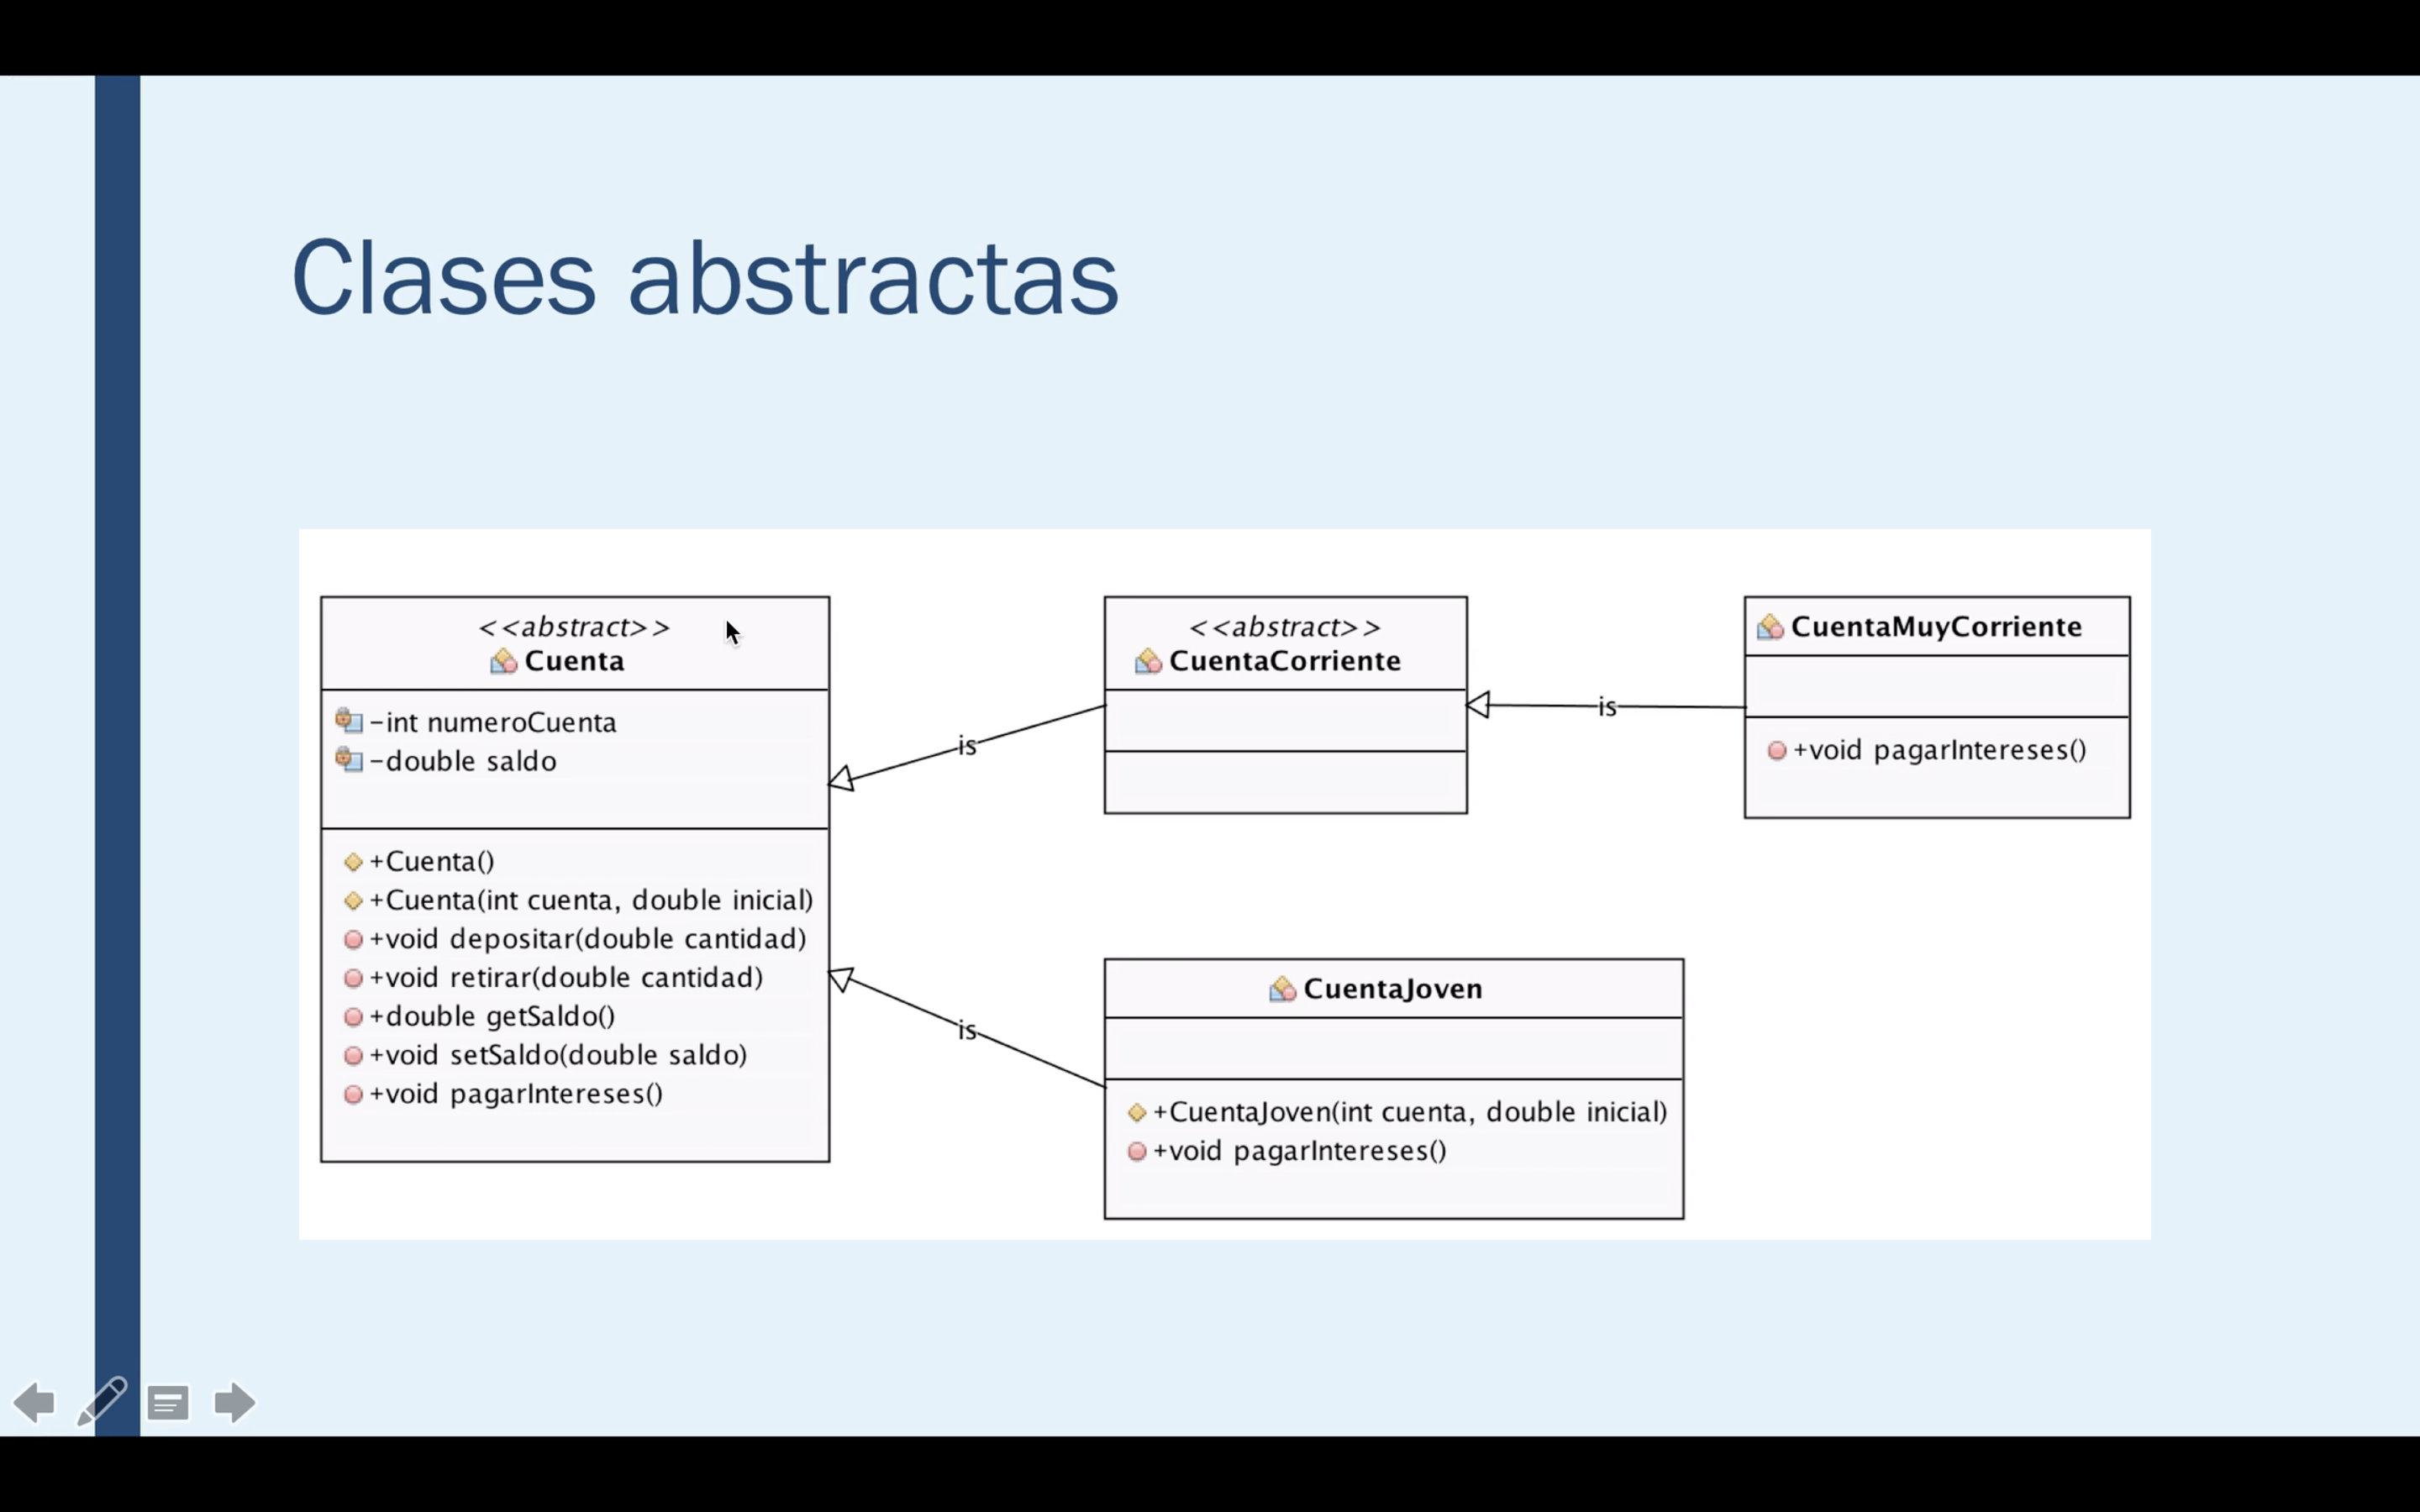 Clases abstractas
<<abstract>>
Cuenta
-int numeroCuenta
-double saldo
+Cuenta()
+Cuenta(int cuenta, double inicial)
+void depositar(double cantidad)
+void retirar(double cantidad)
+double getSaldo()
+void setSaldo(double saldo)
+void pagarIntereses()
is
is
<<abstract>>
CuentaCorriente
is
CuentaMuyCorriente
+void pagarIntereses()
CuentaJoven
+CuentaJoven(int cuenta, double inicial)
+void pagarIntereses()